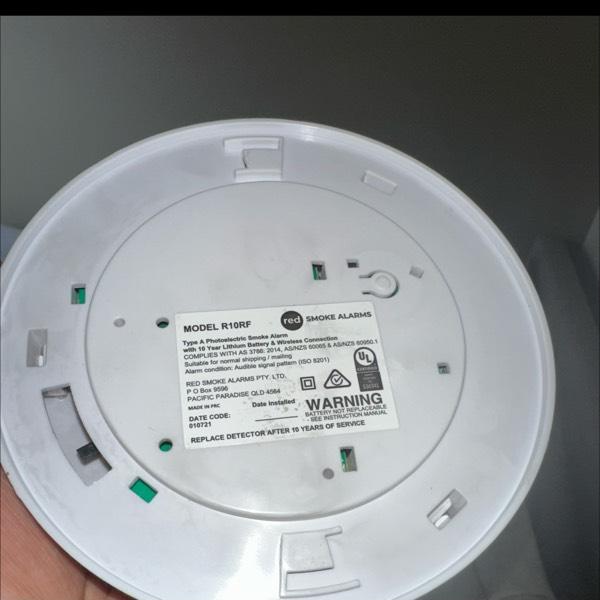 red SMOKE ALARMS
MODEL R10RF
Type A Photoelectric Smoke Alarm
with 10 Year Lithium Battery & Wireless Connection
COMPLIES WITH AS 3786: 2014, AS/NZS 60065 & AS/NZS 60950.1
Suitable for normal shipping / mailing
Alarm condition: Audible signal pattern (ISO 8201)
RED SMOKE ALARMS PTY. LTD.
P O Box 9596
PACIFIC PARADISE QLD 4564
MADE IN PRC
Date Installed
DATE CODE:
010721
UL
CERTIFIED
WARNING
BATTERY NOT REPLACEABLE
- SEE INSTRUCTION MANUAL
REPLACE DETECTOR AFTER 10 YEARS OF SERVICE